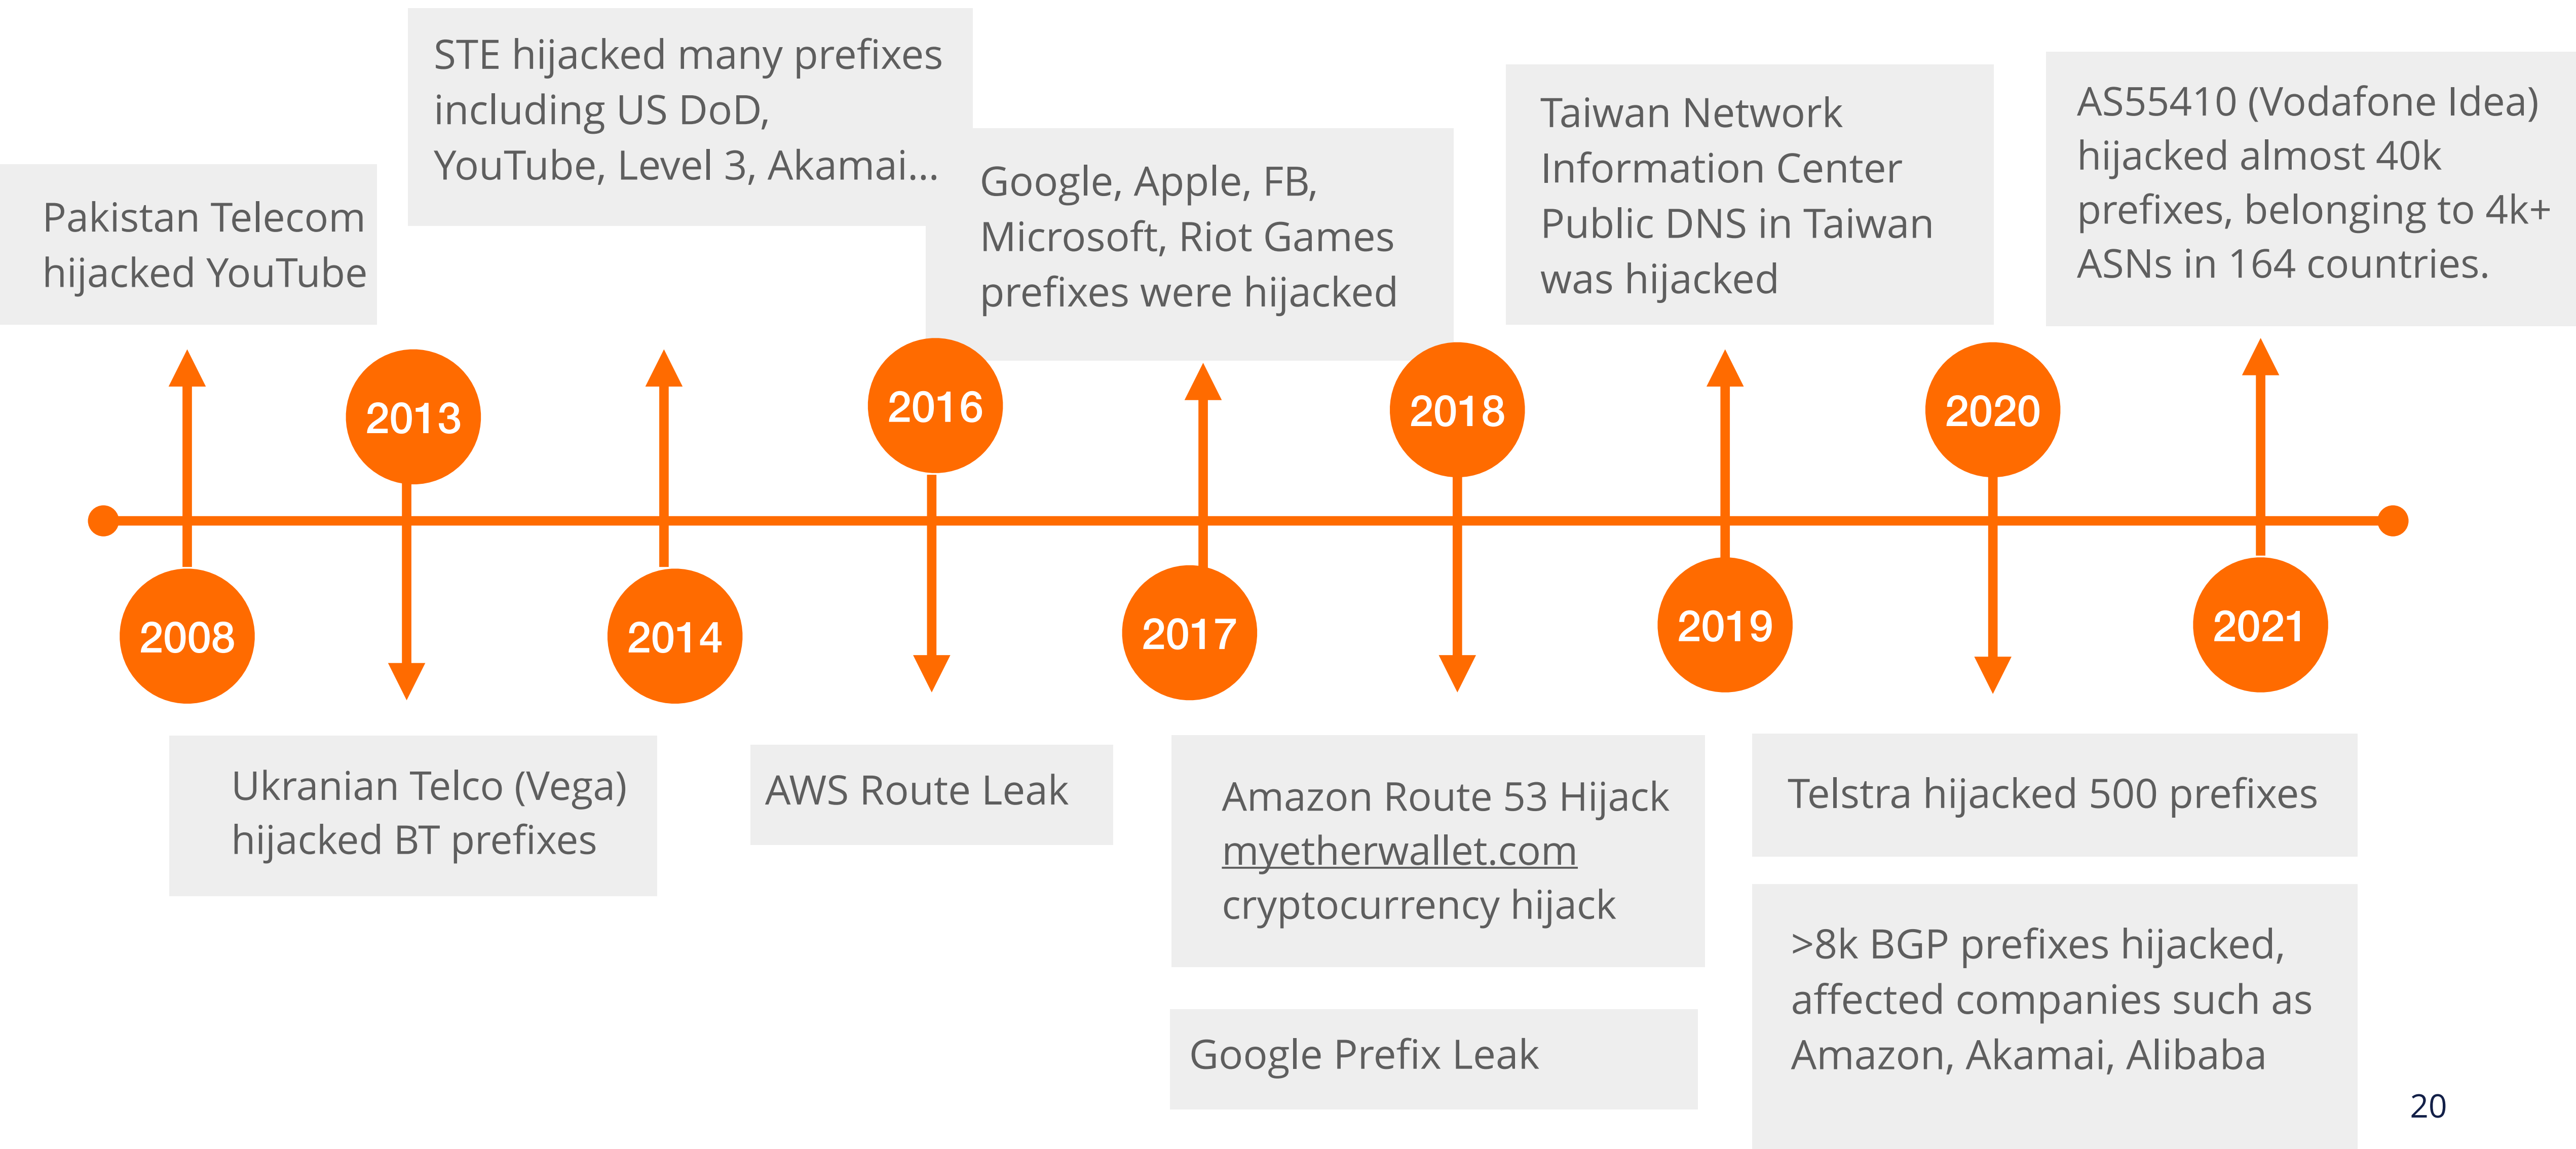 STE hijacked many prefixes
including US DoD,
YouTube, Level 3, Akamai...
Pakistan Telecom
hijacked YouTube
Google, Apple, FB,
Microsoft, Riot Games
prefixes were hijacked
Taiwan Network
Information Center
Public DNS in Taiwan
was hijacked
AS55410 (Vodafone Idea)
hijacked almost 40k
prefixes, belonging to 4k+
ASNs in 164 countries.
2013
2016
2018
2020
2008
2014
2017
2019
2021
Ukranian Telco (Vega)
hijacked BT prefixes
AWS Route Leak
Amazon Route 53 Hijack
myetherwallet.com
cryptocurrency hijack
Google Prefix Leak
Telstra hijacked 500 prefixes
>8k BGP prefixes hijacked,
affected companies such as
Amazon, Akamai, Alibaba
20